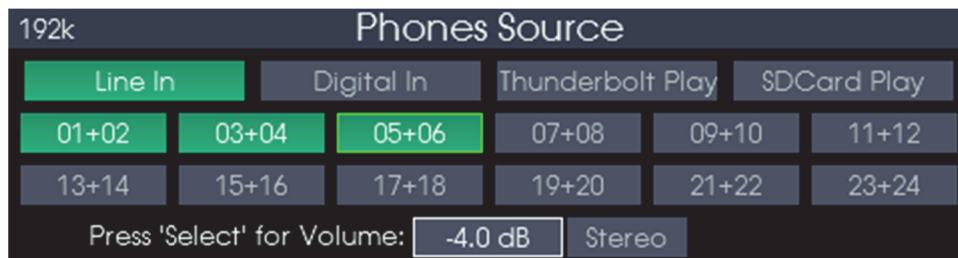 192k Phones Source
Line In Digital In Thunderbolt Play SDCard Play
01+02 03+04 05+06 07+08 09+10 11+12
13+14 15+16 17+18 19+20 21+22 23+24
Press 'Select' for Volume: -4.0 dB Stereo